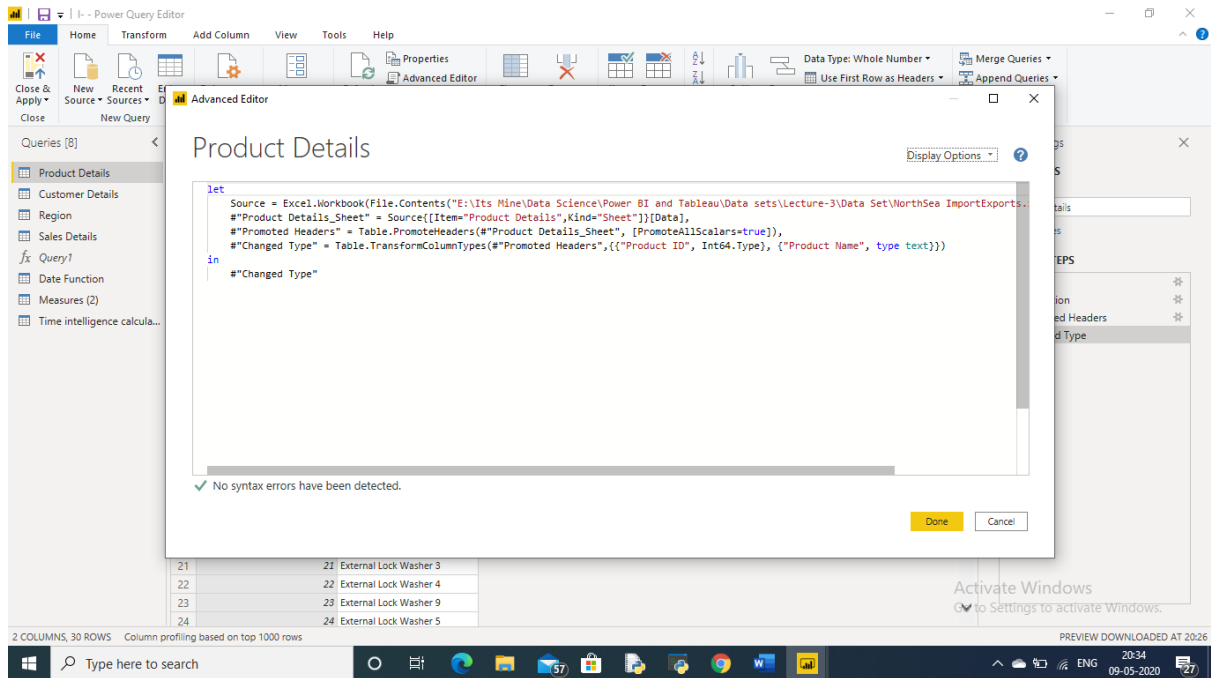 I- - Power Query Editor
File Home Transform Add Column View Tools Help
Properties
Advanced Editor
Data Type: Whole Number
Use First Row as Headers
Merge Queries
Append Queries
Close &
Apply
New
Source
Recent
Sources
Close
New Query
Advanced Editor
Queries [8]
Product Details
Customer Details
Region
Sales Details
fx Query1
Date Function
Measures (2)
Time intelligence calcula...
Product Details
Display Options
let
Source = Excel.Workbook(File.Contents("E:\Its Mine\Data Science\Power BI and Tableau\Data sets\Lecture-3\Data Set\NorthSea ImportExports.
#"Product Details_Sheet" = Source{[Item="Product Details",Kind="Sheet"]}[Data],
#"Promoted Headers" = Table.PromoteHeaders(#"Product Details_Sheet", [PromoteAllScalars=true]),
#"Changed Type" = Table.TransformColumnTypes(#"Promoted Headers",{{"Product ID", Int64.Type}, {"Product Name", type text}})
in
#"Changed Type"
No syntax errors have been detected.
Done Cancel
gs
S
tails
es
EPS
ion
ed Headers
d Type
21 21 External Lock Washer 3
22 22 External Lock Washer 4
23 23 External Lock Washer 9
24 24 External Lock Washer 5
Activate Windows
Go to Settings to activate Windows.
2 COLUMNS, 30 ROWS Column profiling based on top 1000 rows
PREVIEW DOWNLOADED AT 20:26
Type here to search
57
ENG
20:34
09-05-2020
27